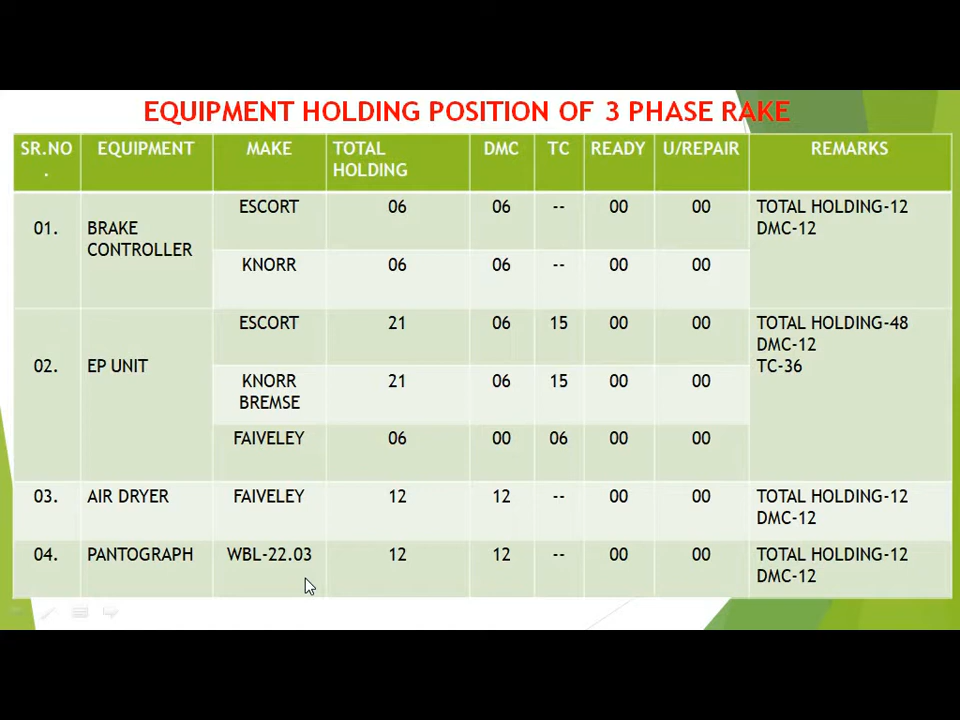 EQUIPMENT HOLDING POSITION OF 3 PHASE RAKE
SR.NO. EQUIPMENT MAKE TOTAL HOLDING DMC TC READY U/REPAIR REMARKS
01. BRAKE CONTROLLER ESCORT 06 06 -- 00 00 TOTAL HOLDING-12
DMC-12
KNORR 06 06 -- 00 00
02. EP UNIT ESCORT 21 06 15 00 00 TOTAL HOLDING-48
DMC-12
TC-36
KNORR BREMSE 21 06 15 00 00
FAIVELEY 06 00 06 00 00
03. AIR DRYER FAIVELEY 12 12 -- 00 00 TOTAL HOLDING-12
DMC-12
04. PANTOGRAPH WBL-22.03 12 12 -- 00 00 TOTAL HOLDING-12
DMC-12